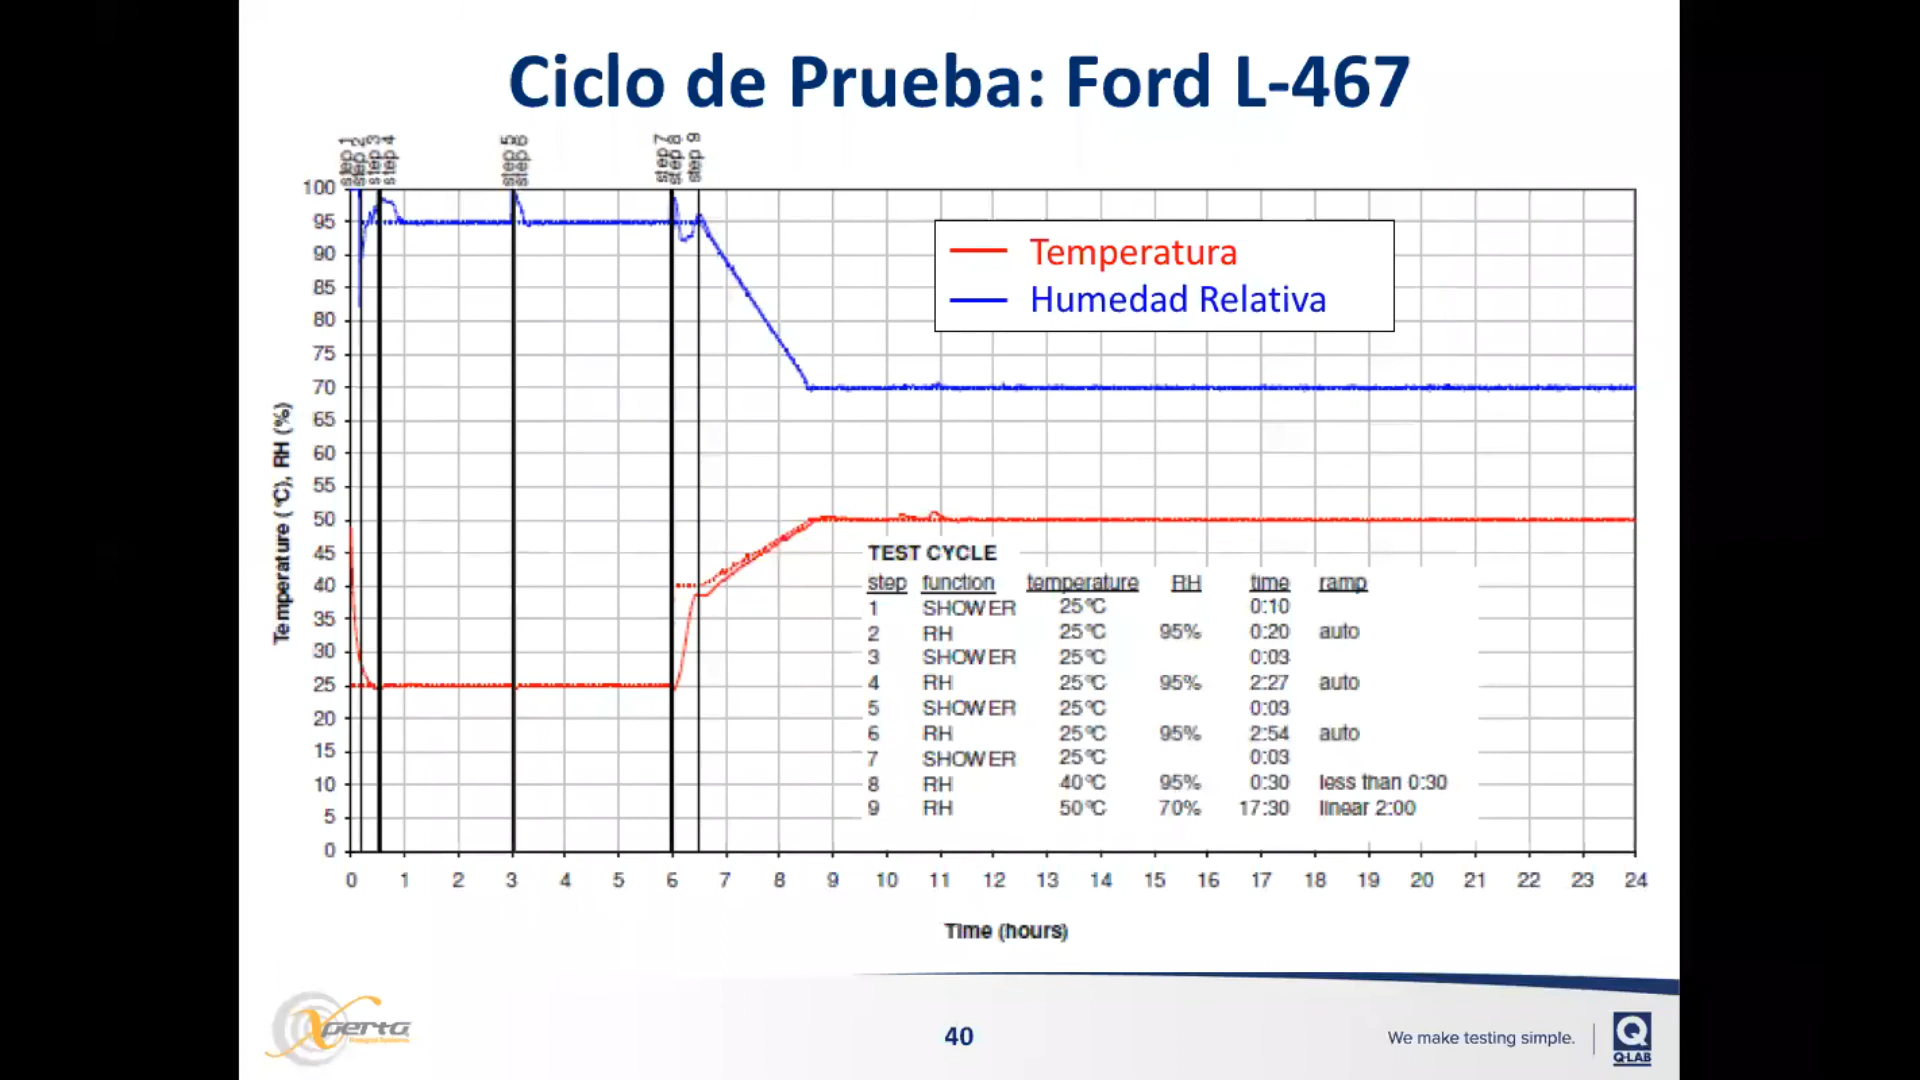 Ciclo de Prueba: Ford L-467
step 1
step 2
step 3
step 4
step 5
step 6
step 7
step 8
step 9
100
95
90
85
80
75
70
65
60
55
50
45
40
35
30
25
20
15
10
5
0
Temperature (°C), RH (%)
Temperatura
Humedad Relativa
TEST CYCLE
step function temperature RH time ramp
1 SHOWER 25°C 0:10
2 RH 25°C 95% 0:20 auto
3 SHOWER 25°C 0:03
4 RH 25°C 95% 2:27 auto
5 SHOWER 25°C 0:03
6 RH 25°C 95% 2:54 auto
7 SHOWER 25°C 0:03
8 RH 40°C 95% 0:30 less than 0:30
9 RH 50°C 70% 17:30 linear 2:00
0 1 2 3 4 5 6 7 8 9 10 11 12 13 14 15 16 17 18 19 20 21 22 23 24
Time (hours)
Xperta
40
We make testing simple.
Q-LAB